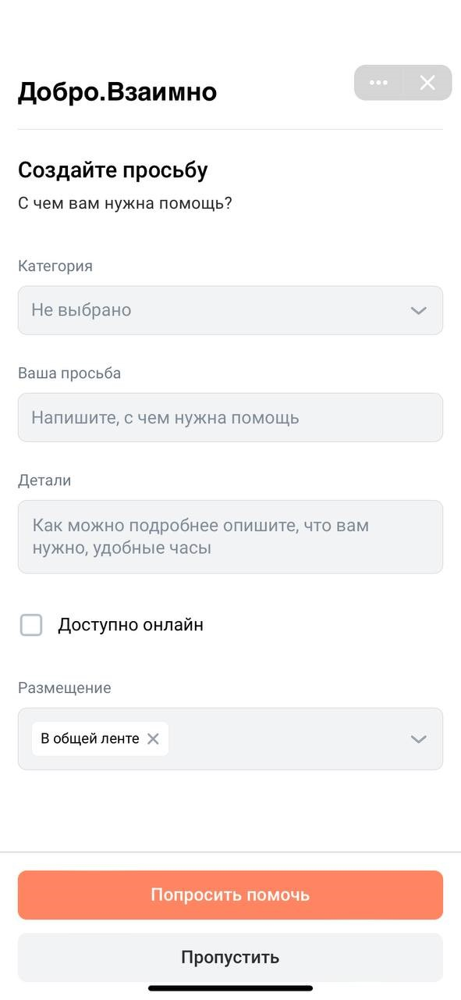 Добро.Взаимно
Создайте просьбу
С чем вам нужна помощь?
Категория
Не выбрано
Ваша просьба
Напишите, с чем нужна помощь
Детали
Как можно подробнее опишите, что вам
нужно, удобные часы
Доступно онлайн
Размещение
В общей ленте
Попросить помочь
Пропустить